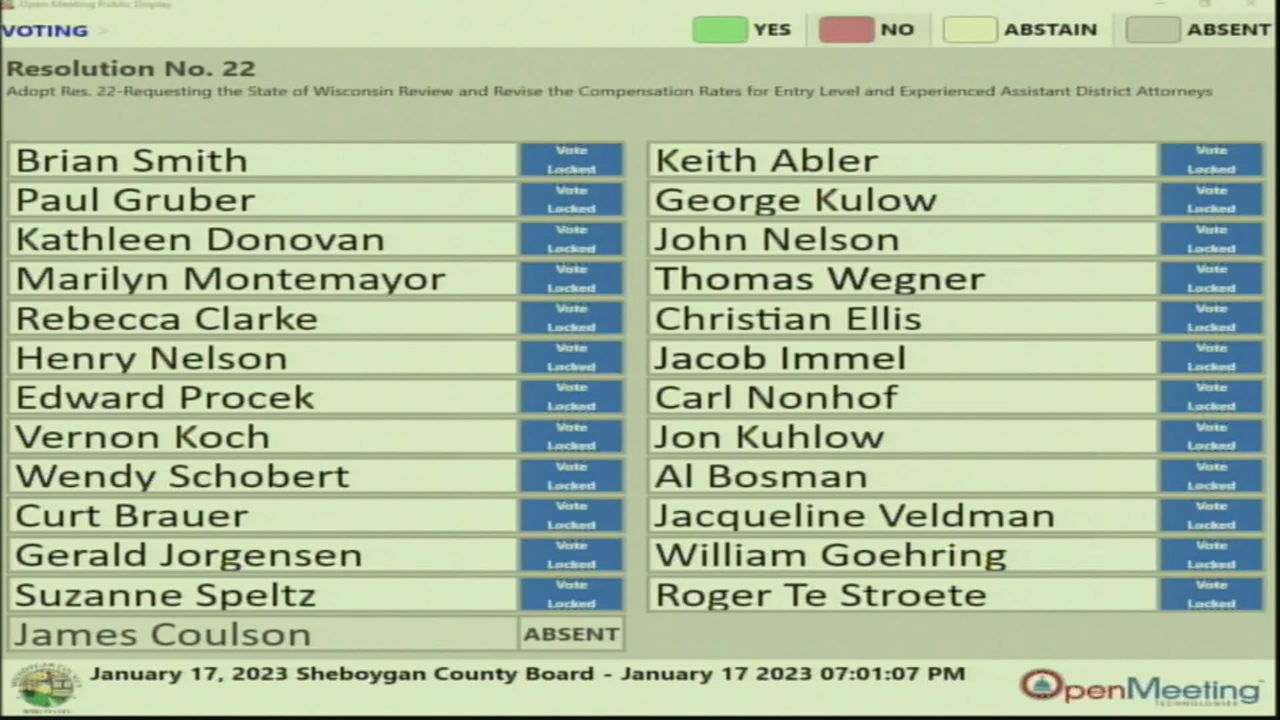 Open Meeting Public Display
VOTING >
YES NO ABSTAIN ABSENT
Resolution No. 22
Adopt Res. 22-Requesting the State of Wisconsin Review and Revise the Compensation Rates for Entry Level and Experienced Assistant District Attorneys
Brian Smith Vote Locked Keith Abler Vote Locked
Paul Gruber Vote Locked George Kulow Vote Locked
Kathleen Donovan Vote Locked John Nelson Vote Locked
Marilyn Montemayor Vote Locked Thomas Wegner Vote Locked
Rebecca Clarke Vote Locked Christian Ellis Vote Locked
Henry Nelson Vote Locked Jacob Immel Vote Locked
Edward Procek Vote Locked Carl Nonhof Vote Locked
Vernon Koch Vote Locked Jon Kuhlow Vote Locked
Wendy Schobert Vote Locked Al Bosman Vote Locked
Curt Brauer Vote Locked Jacqueline Veldman Vote Locked
Gerald Jorgensen Vote Locked William Goehring Vote Locked
Suzanne Speltz Vote Locked Roger Te Stroete Vote Locked
James Coulson ABSENT
January 17, 2023 Sheboygan County Board - January 17 2023 07:01:07 PM
OpenMeeting
TECHNOLOGIES